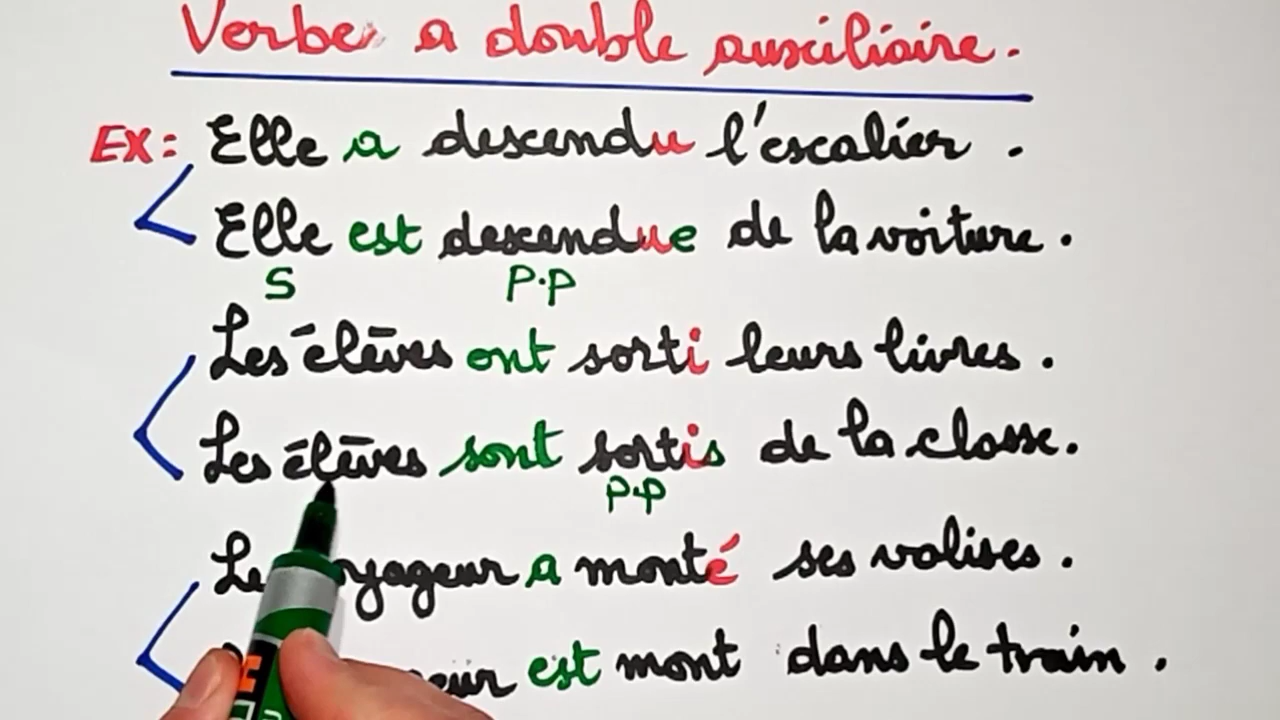 Verbe a double auxiliaire.
EX: Elle a descendu l'escalier.
Elle est descendue de la voiture.
S P.P
Les élèves ont sorti leurs livres.
Les élèves sont sortis de la classe.
P.P
a monté ses valises.
est mont dans le train.